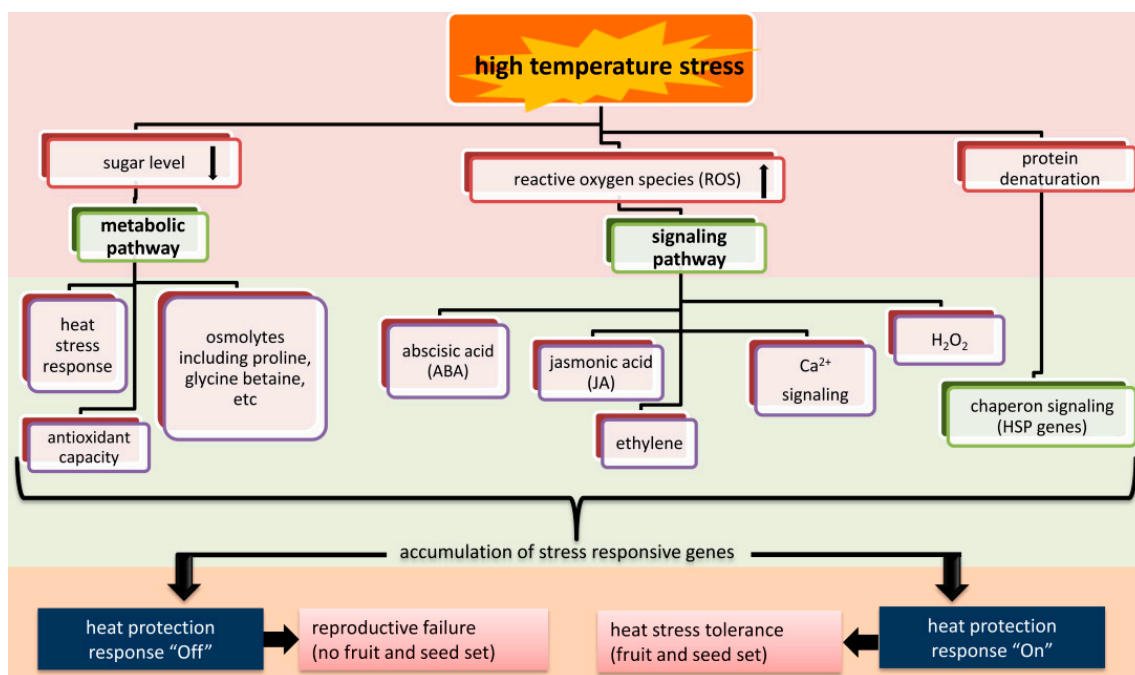 high temperature stress
sugar level
reactive oxygen species (ROS)
protein
denaturation
metabolic
pathway
signaling
pathway
heat
stress
response
osmolytes
including proline,
glycine betaine,
etc
antioxidant
capacity
abscisic acid
(ABA)
jasmonic acid
(JA)
ethylene
Ca²⁺
signaling
H₂O₂
chaperon signaling
(HSP genes)
accumulation of stress responsive genes
heat protection
response “Off”
reproductive failure
(no fruit and seed set)
heat stress tolerance
(fruit and seed set)
heat protection
response “On”